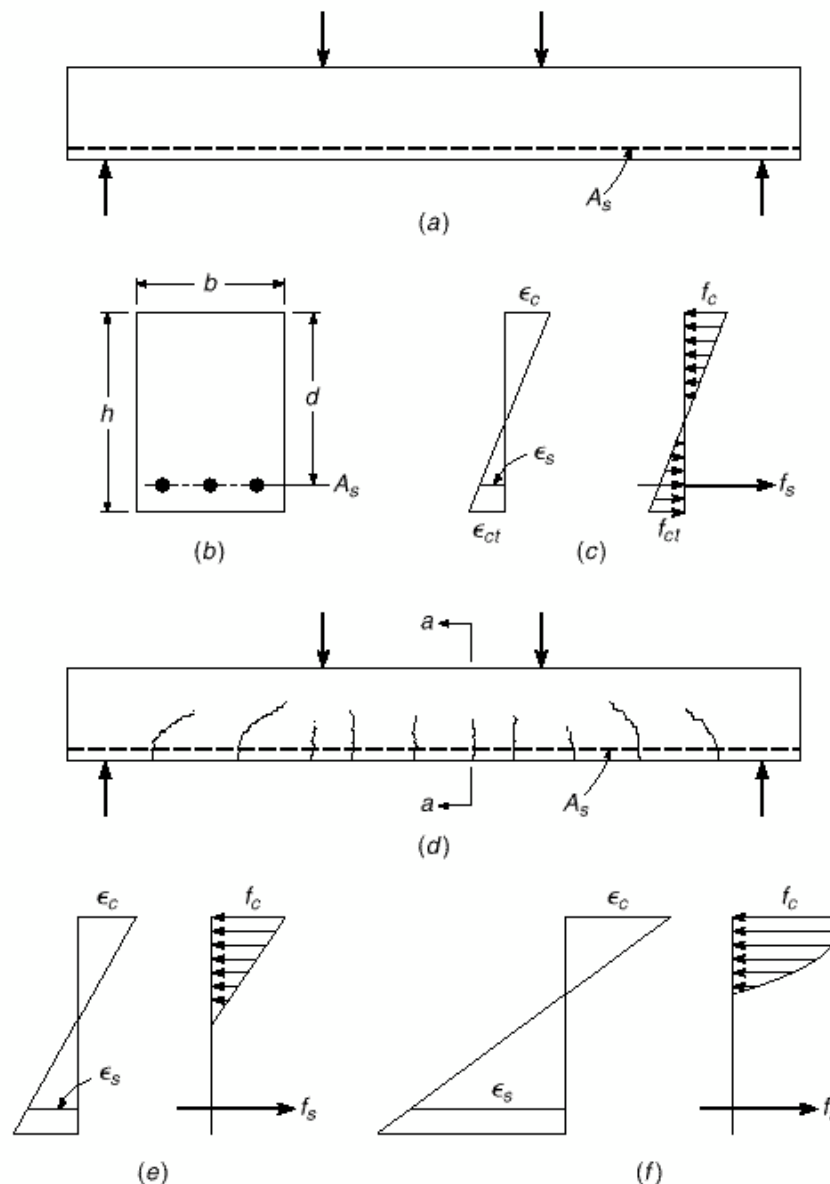 A_s
(a)
b
h
d
A_s
(b)
ϵ_c
ϵ_s
ϵ_ct
f_c
f_s
f_ct
(c)
a
a
A_s
(d)
ϵ_c
ϵ_s
f_c
f_s
(e)
ϵ_c
ϵ_s
f_c
(f)